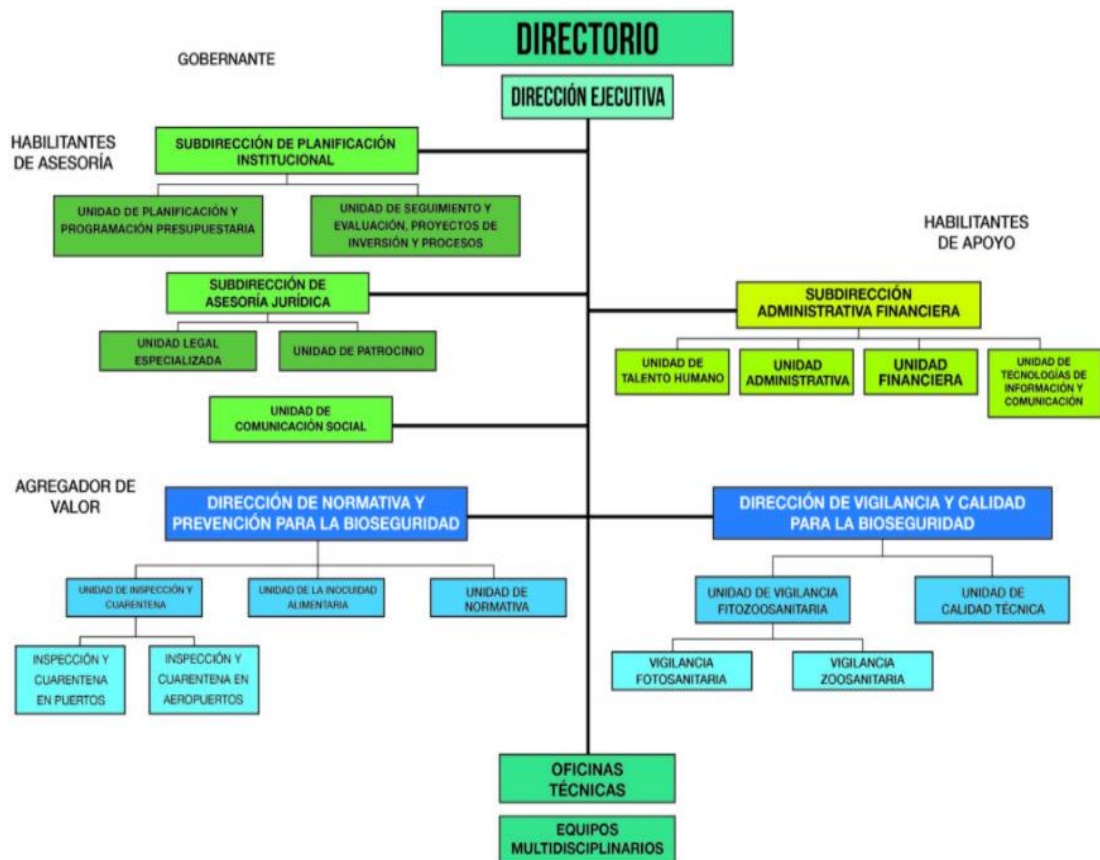 DIRECTORIO
GOBERNANTE
DIRECCIÓN EJECUTIVA
HABILITANTES
DE ASESORÍA
SUBDIRECCIÓN DE PLANIFICACIÓN
INSTITUCIONAL
UNIDAD DE PLANIFICACIÓN Y
PROGRAMACIÓN PRESUPUESTARIA
UNIDAD DE SEGUIMIENTO Y
EVALUACIÓN, PROYECTOS DE
INVERSIÓN Y PROCESOS
HABILITANTES
DE APOYO
SUBDIRECCIÓN DE
ASESORÍA JURÍDICA
SUBDIRECCIÓN
ADMINISTRATIVA FINANCIERA
UNIDAD LEGAL
ESPECIALIZADA
UNIDAD DE PATROCINIO
UNIDAD DE
TALENTO HUMANO
UNIDAD
ADMINISTRATIVA
UNIDAD
FINANCIERA
UNIDAD DE
TECNOLOGÍAS DE
INFORMACIÓN Y
COMUNICACIÓN
UNIDAD DE
COMUNICACIÓN SOCIAL
AGREGADOR DE
VALOR
DIRECCIÓN DE NORMATIVA Y
PREVENCIÓN PARA LA BIOSEGURIDAD
DIRECCIÓN DE VIGILANCIA Y CALIDAD
PARA LA BIOSEGURIDAD
UNIDAD DE INSPECCIÓN Y
CUARENTENA
UNIDAD DE LA INOCUIDAD
ALIMENTARIA
UNIDAD DE
NORMATIVA
UNIDAD DE VIGILANCIA
FITOZOOSANITARIA
UNIDAD DE
CALIDAD TÉCNICA
INSPECCIÓN Y
CUARENTENA
EN PUERTOS
INSPECCIÓN Y
CUARENTENA EN
AEROPUERTOS
VIGILANCIA
FOTOSANITARIA
VIGILANCIA
ZOOSANITARIA
OFICINAS
TÉCNICAS
EQUIPOS
MULTIDISCIPLINARIOS